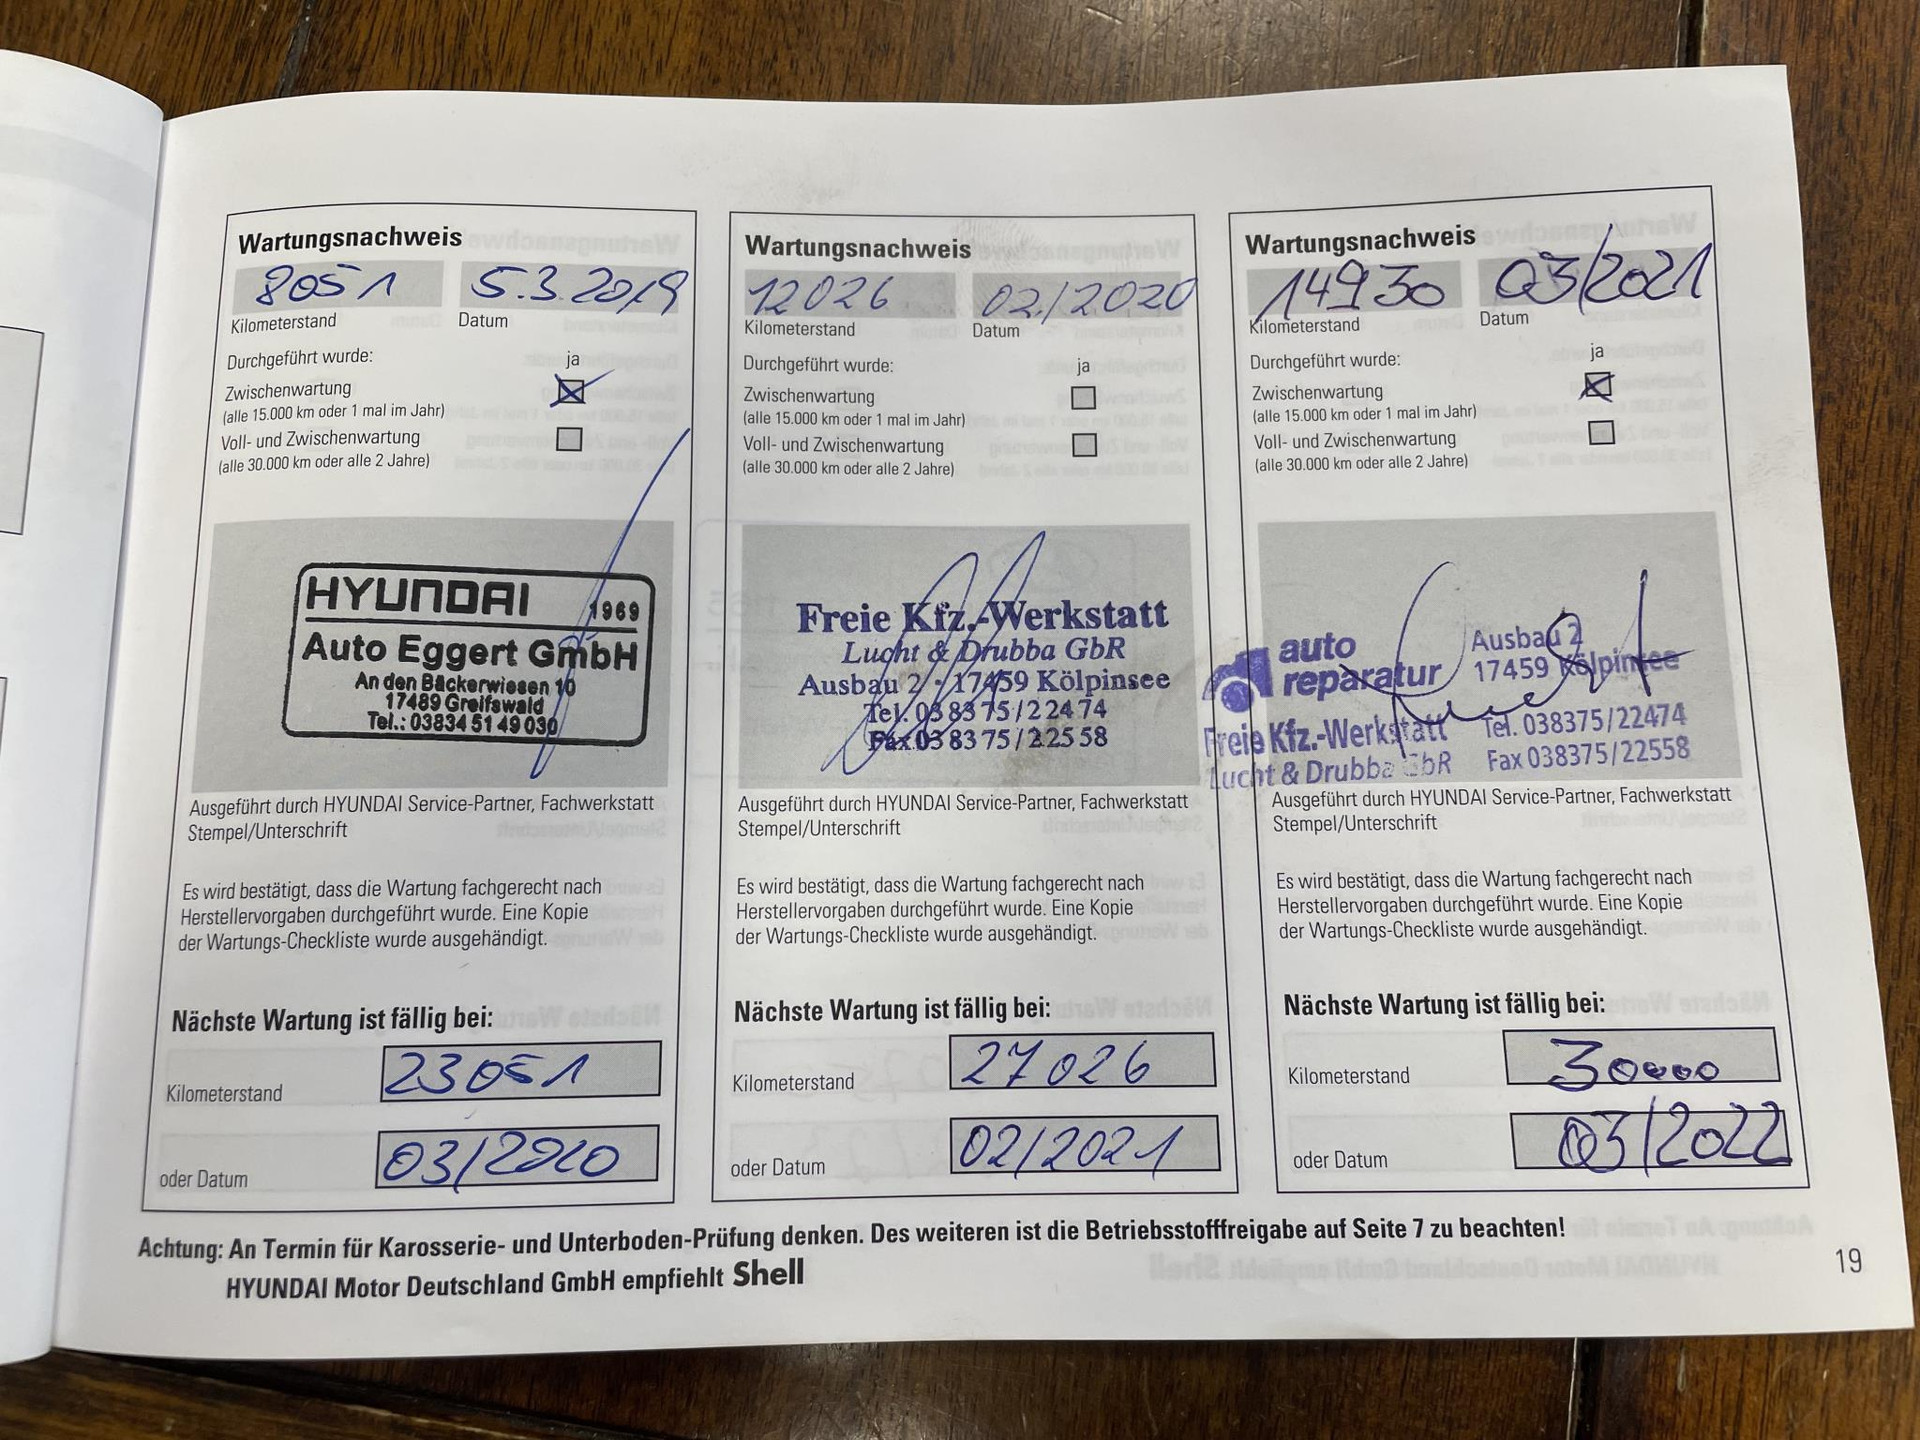 Wartungsnachweis
8051 5.3.2019
Kilometerstand Datum
Durchgeführt wurde: ja
Zwischenwartung
(alle 15.000 km oder 1 mal im Jahr)
Voll- und Zwischenwartung
(alle 30.000 km oder alle 2 Jahre)
HYUNDAI 1969
Auto Eggert GmbH
An den Bäckerwiesen 10
17489 Greifswald
Tel.: 03834 51 49 030
Ausgeführt durch HYUNDAI Service-Partner, Fachwerkstatt
Stempel/Unterschrift
Es wird bestätigt, dass die Wartung fachgerecht nach
Herstellervorgaben durchgeführt wurde. Eine Kopie
der Wartungs-Checkliste wurde ausgehändigt.
Nächste Wartung ist fällig bei:
Kilometerstand 23051
oder Datum 03/2020
Wartungsnachweis
12026 02/2020
Kilometerstand Datum
Durchgeführt wurde: ja
Zwischenwartung
(alle 15.000 km oder 1 mal im Jahr)
Voll- und Zwischenwartung
(alle 30.000 km oder alle 2 Jahre)
Freie Kfz.-Werkstatt
Lucht & Drubba GbR
Ausbau 2 · 17459 Kölpinsee
Tel. 03 83 75 / 2 24 74
Fax 03 83 75 / 2 25 58
Ausgeführt durch HYUNDAI Service-Partner, Fachwerkstatt
Stempel/Unterschrift
Es wird bestätigt, dass die Wartung fachgerecht nach
Herstellervorgaben durchgeführt wurde. Eine Kopie
der Wartungs-Checkliste wurde ausgehändigt.
Nächste Wartung ist fällig bei:
Kilometerstand 27026
oder Datum 02/2021
Wartungsnachweis
14930 03/2021
Kilometerstand Datum
Durchgeführt wurde: ja
Zwischenwartung
(alle 15.000 km oder 1 mal im Jahr)
Voll- und Zwischenwartung
(alle 30.000 km oder alle 2 Jahre)
auto Ausbau 2
reparatur 17459 Kölpinsee
Freie Kfz.-Werkstatt Tel. 038375/22474
Lucht & Drubba GbR Fax 038375/22558
Ausgeführt durch HYUNDAI Service-Partner, Fachwerkstatt
Stempel/Unterschrift
Es wird bestätigt, dass die Wartung fachgerecht nach
Herstellervorgaben durchgeführt wurde. Eine Kopie
der Wartungs-Checkliste wurde ausgehändigt.
Nächste Wartung ist fällig bei:
Kilometerstand 30000
oder Datum 03/2022
Achtung: An Termin für Karosserie- und Unterboden-Prüfung denken. Des weiteren ist die Betriebsstofffreigabe auf Seite 7 zu beachten!
HYUNDAI Motor Deutschland GmbH empfiehlt Shell
19